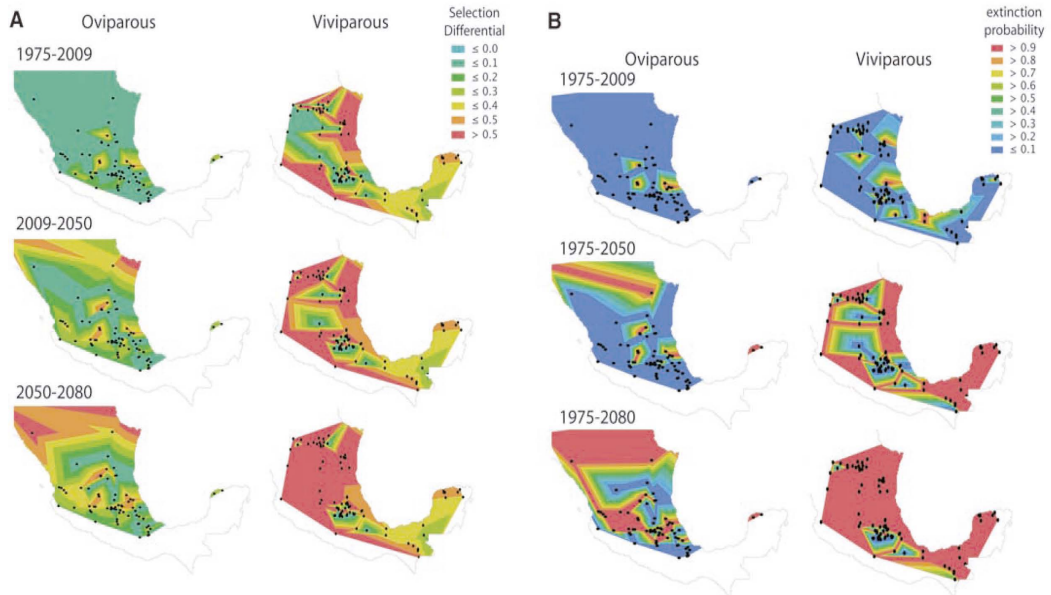 A
Oviparous
Viviparous
Selection
Differential
≤ 0.0
≤ 0.1
≤ 0.2
≤ 0.3
≤ 0.4
≤ 0.5
> 0.5
1975-2009
2009-2050
2050-2080
B
Oviparous
Viviparous
extinction
probability
> 0.9
> 0.8
> 0.7
> 0.6
> 0.5
> 0.4
> 0.3
> 0.2
≤ 0.1
1975-2009
1975-2050
1975-2080